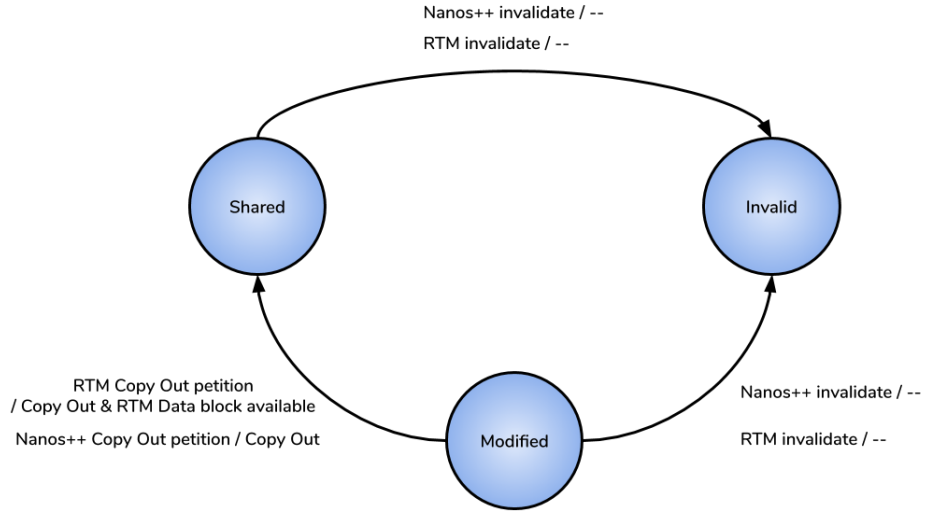 Nanos++ invalidate / --
RTM invalidate / --
Shared
Invalid
RTM Copy Out petition
/ Copy Out & RTM Data block available
Nanos++ Copy Out petition / Copy Out
Modified
Nanos++ invalidate / --
RTM invalidate / --